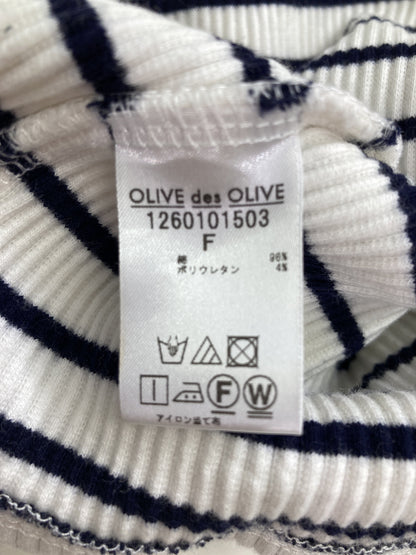 OLIVE des OLIVE
1260101503
F
綿 96%
ポリウレタン 4%
F W
アイロン当て布